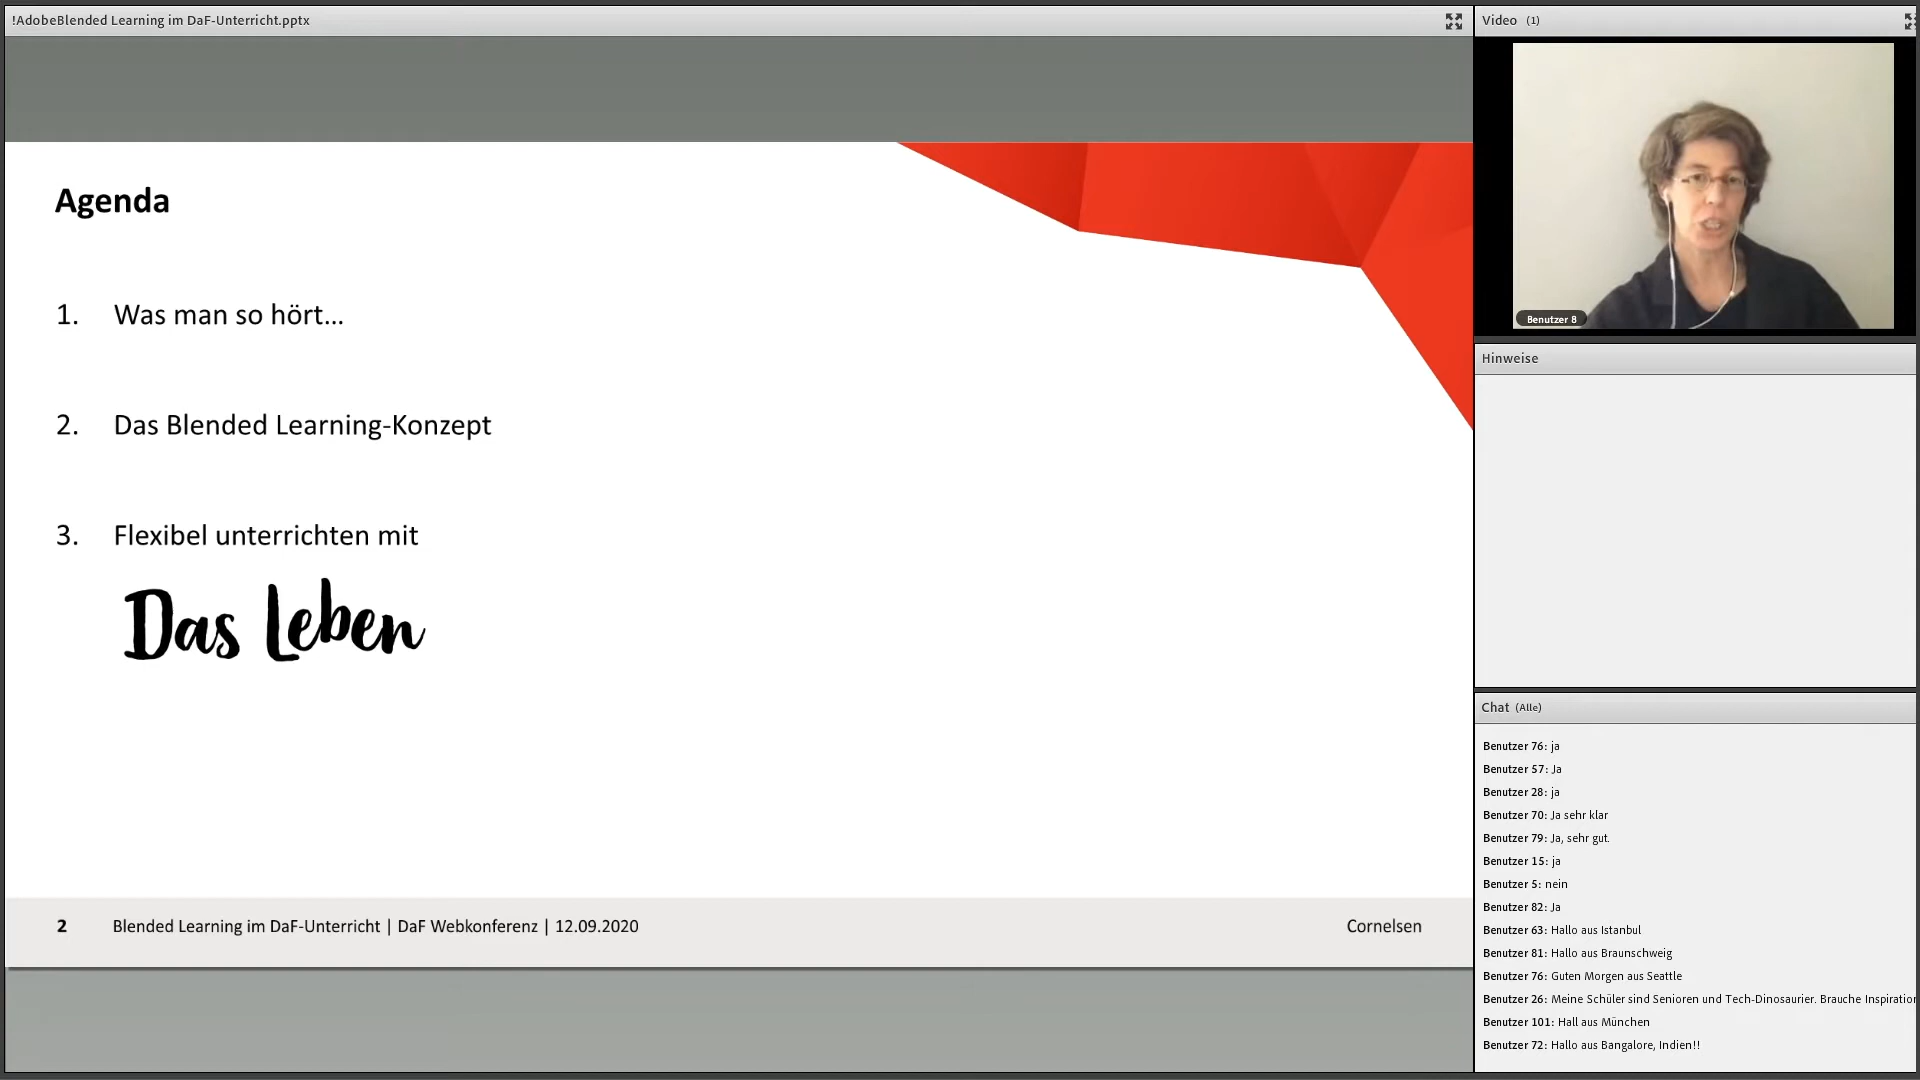 !AdobeBlended Learning im DaF-Unterricht.pptx
Agenda
1. Was man so hört...
2. Das Blended Learning-Konzept
3. Flexibel unterrichten mit
Das Leben
2 Blended Learning im DaF-Unterricht | DaF Webkonferenz | 12.09.2020 Cornelsen
Video (1)
Benutzer 8
Hinweise
Chat (Alle)
Benutzer 76: ja
Benutzer 57: Ja
Benutzer 28: ja
Benutzer 70: Ja sehr klar
Benutzer 79: Ja, sehr gut.
Benutzer 15: ja
Benutzer 5: nein
Benutzer 82: Ja
Benutzer 63: Hallo aus Istanbul
Benutzer 81: Hallo aus Braunschweig
Benutzer 76: Guten Morgen aus Seattle
Benutzer 26: Meine Schüler sind Senioren und Tech-Dinosaurier. Brauche Inspiration
Benutzer 101: Hall aus München
Benutzer 72: Hallo aus Bangalore, Indien!!